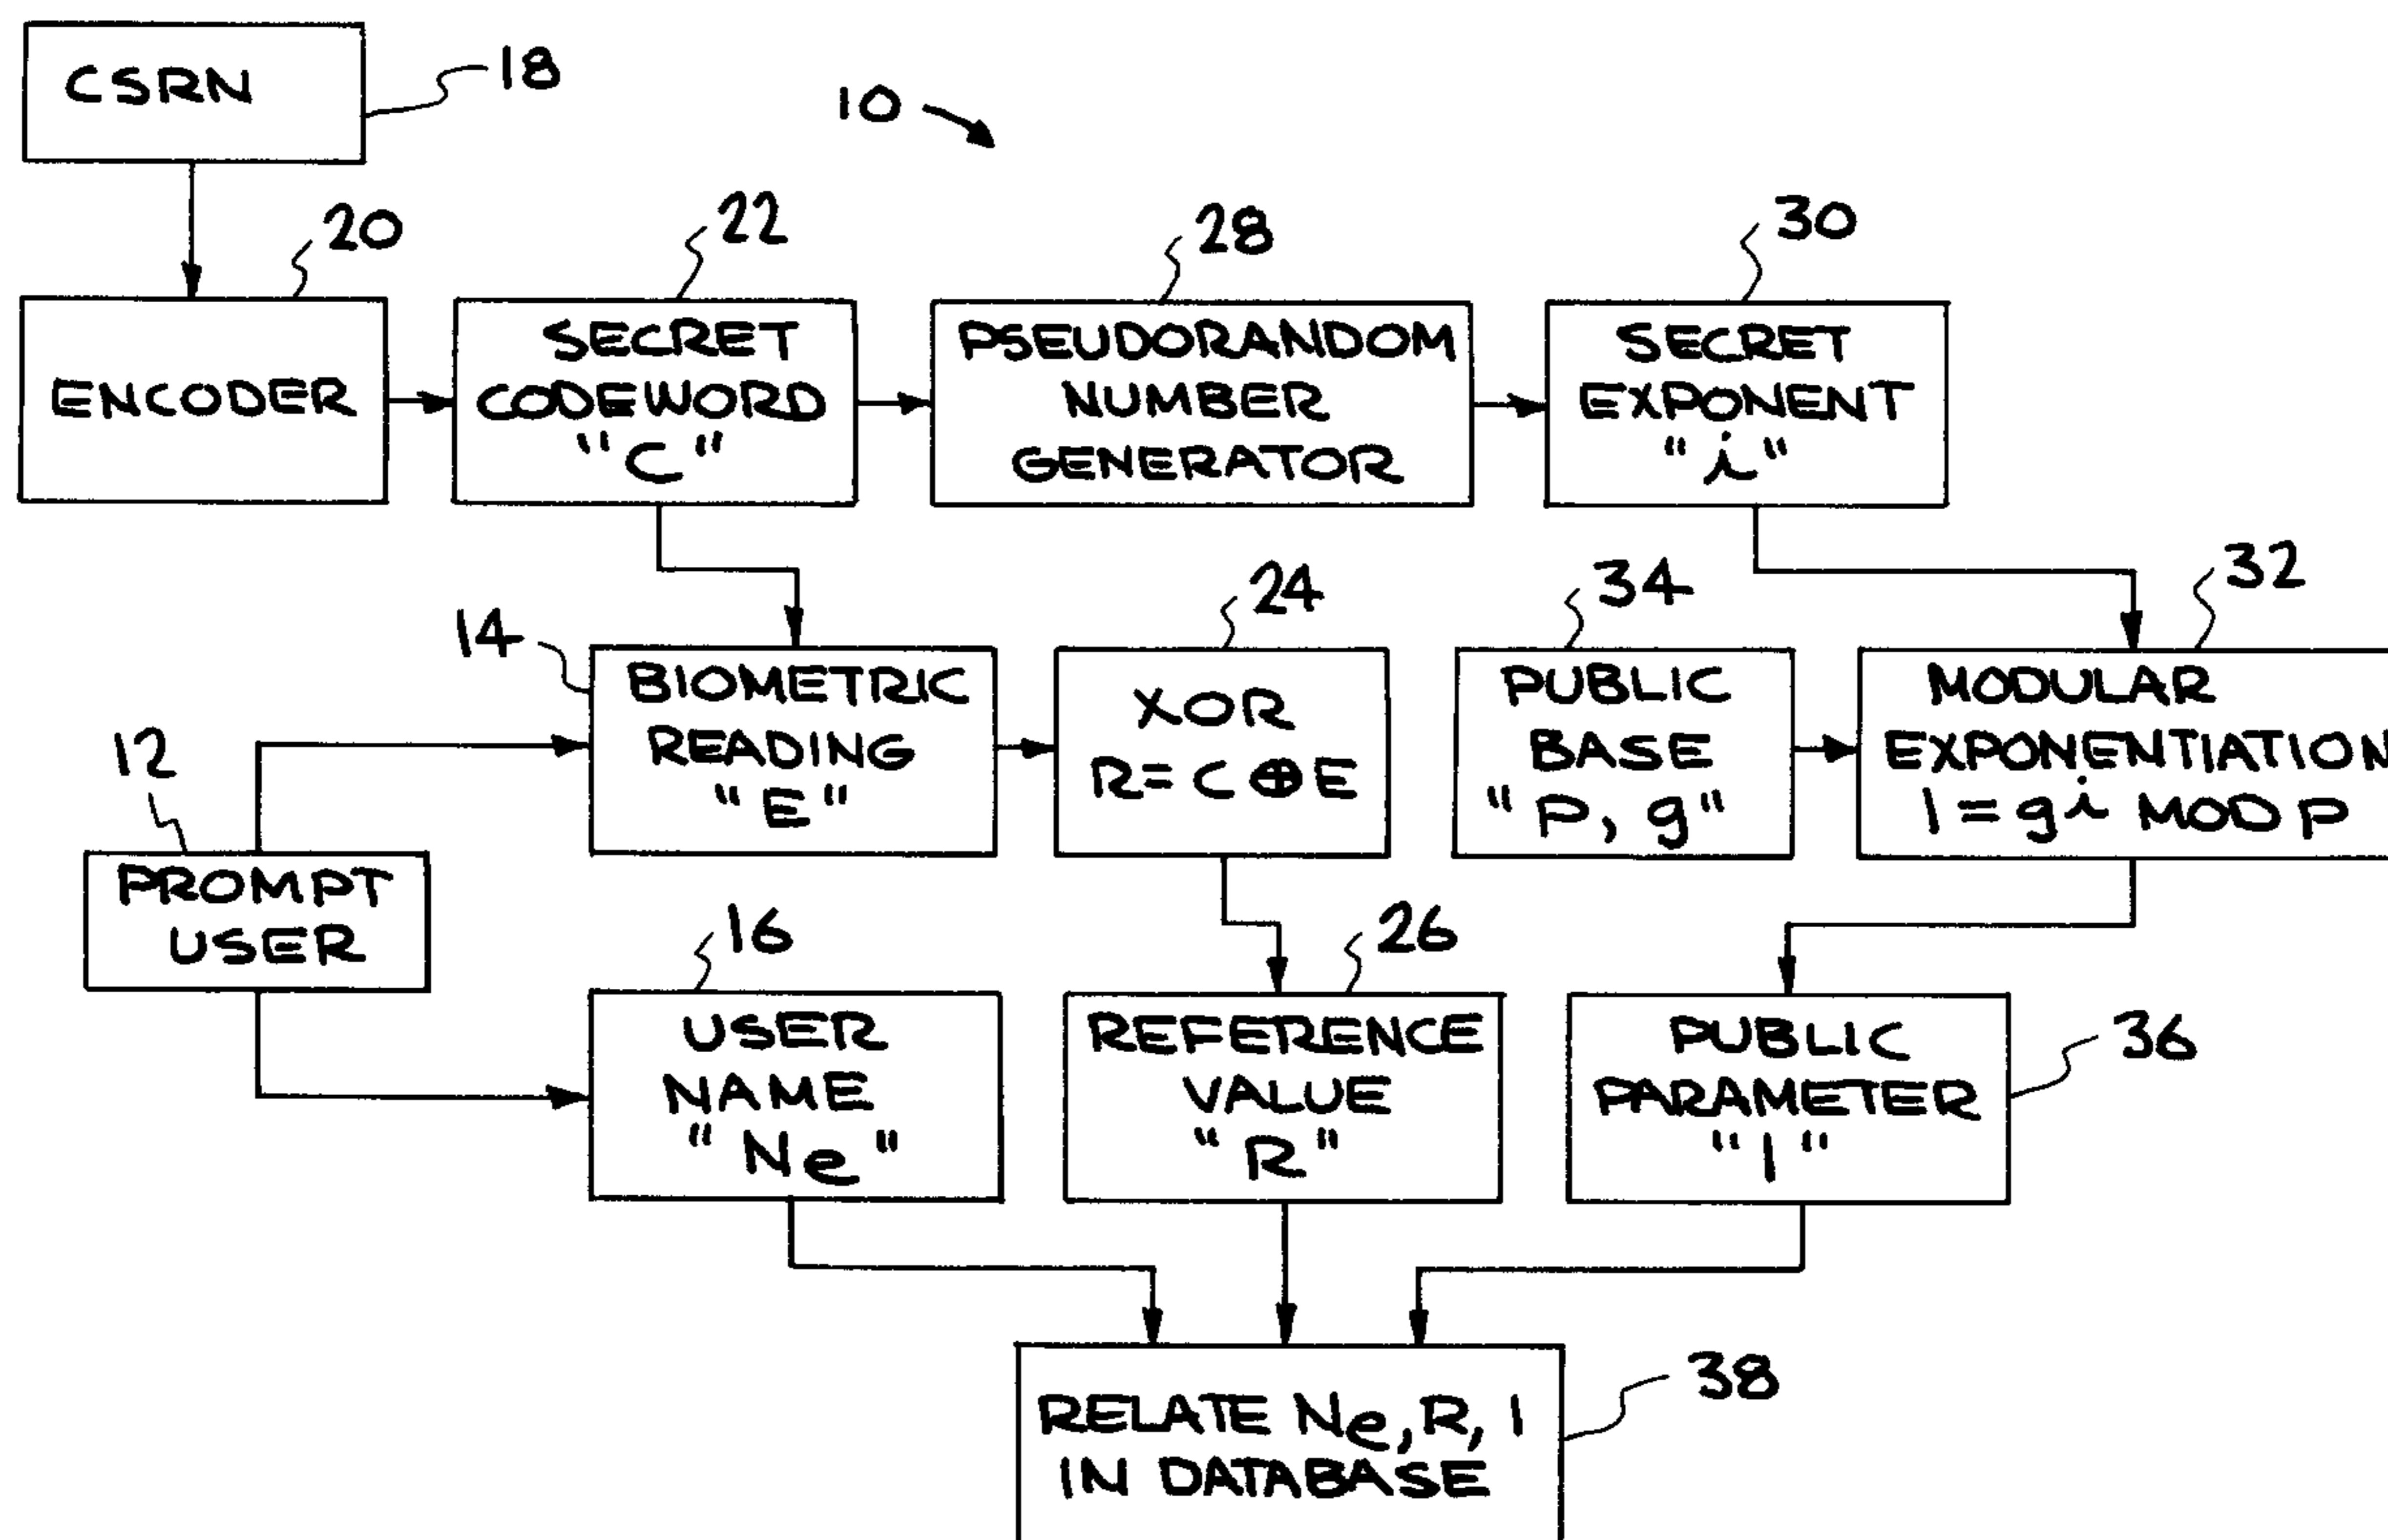 CSRN
18
10
20
22
28
30
ENCODER
SECRET
CODEWORD
"C"
PSEUDORANDOM
NUMBER
GENERATOR
SECRET
EXPONENT
"i"
14
24
34
32
BIOMETRIC
READING
"E"
XOR
R=C⊕E
PUBLIC
BASE
"P, g"
MODULAR
EXPONENTIATION
I=gi MOD P
12
PROMPT
USER
16
26
36
USER
NAME
"Ne"
REFERENCE
VALUE
"R"
PUBLIC
PARAMETER
"I"
38
RELATE Ne, R, I
IN DATABASE